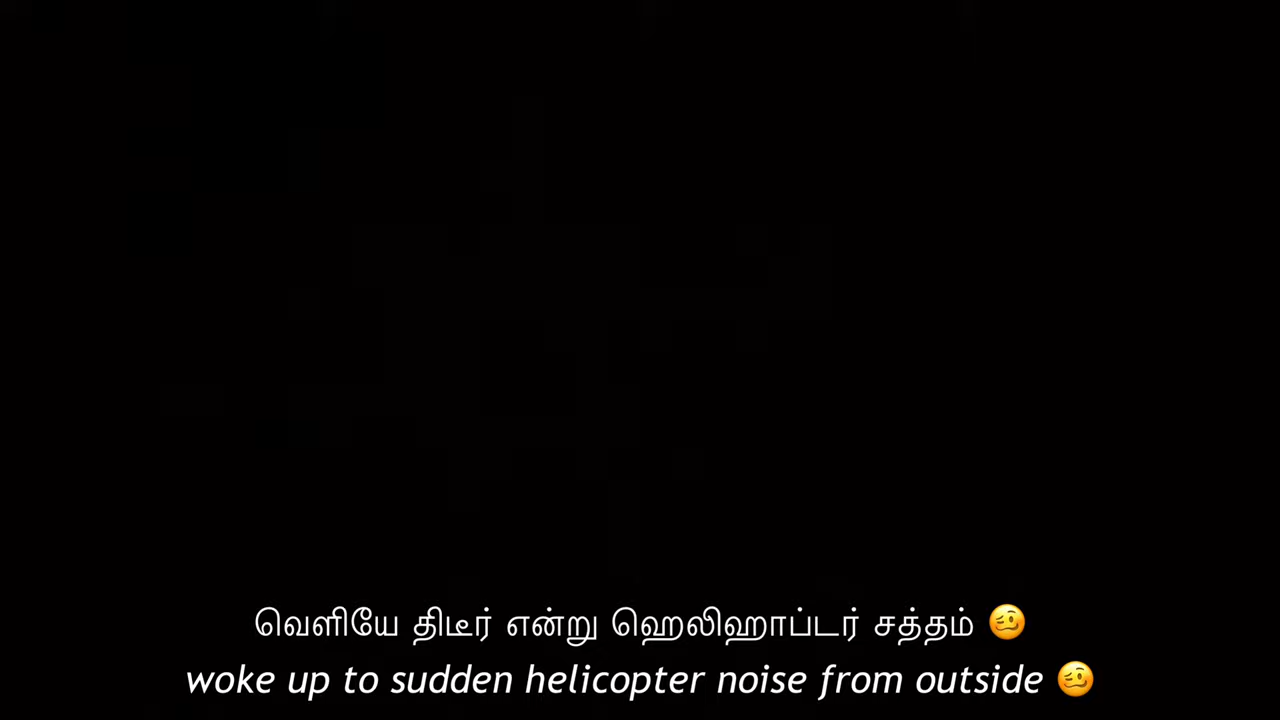 வெளியே திடீர் என்று ஹெலிஹாப்டர் சத்தம் 🥴
woke up to sudden helicopter noise from outside 🥴